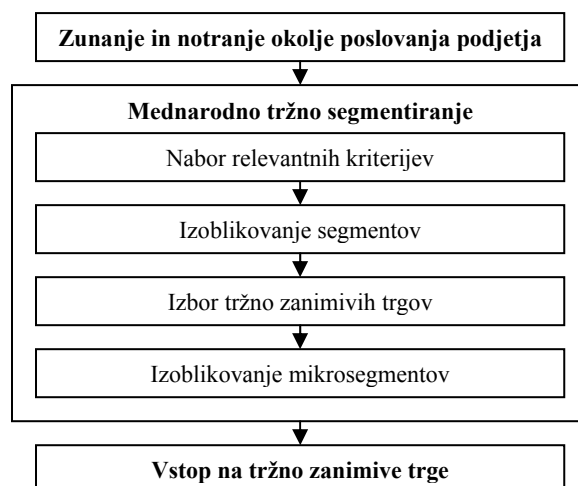 Zunanje in notranje okolje poslovanja podjetja
Mednarodno tržno segmentiranje
Nabor relevantnih kriterijev
Izoblikovanje segmentov
Izbor tržno zanimivih trgov
Izoblikovanje mikrosegmentov
Vstop na tržno zanimive trge